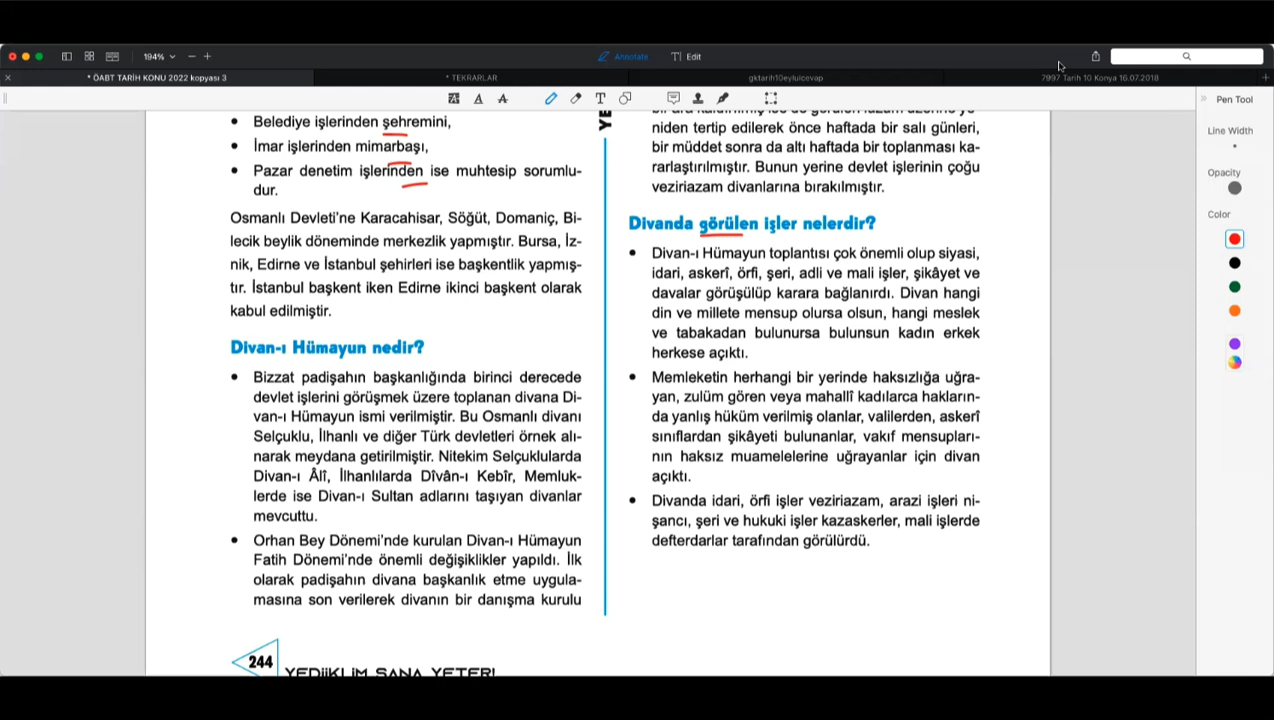 194%
Annotate
Edit
* ÖABT TARİH KONU 2022 kopyası 3
* TEKRARLAR
gktarih10eylulcevap
7997 Tarih 10 Konya 16.07.2018
Pen Tool
Line Width
Opacity
Color
• Belediye işlerinden şehremini,
• İmar işlerinden mimarbaşı,
• Pazar denetim işlerinden ise muhtesip sorumlu-
dur.
Osmanlı Devleti’ne Karacahisar, Söğüt, Domaniç, Bi-
lecik beylik döneminde merkezlik yapmıştır. Bursa, İz-
nik, Edirne ve İstanbul şehirleri ise başkentlik yapmış-
tır. İstanbul başkent iken Edirne ikinci başkent olarak
kabul edilmiştir.
Divan-ı Hümayun nedir?
• Bizzat padişahın başkanlığında birinci derecede
devlet işlerini görüşmek üzere toplanan divana Di-
van-ı Hümayun ismi verilmiştir. Bu Osmanlı divanı
Selçuklu, İlhanlı ve diğer Türk devletleri örnek alı-
narak meydana getirilmiştir. Nitekim Selçuklularda
Divan-ı Âlî, İlhanlılarda Dîvân-ı Kebîr, Memluk-
lerde ise Divan-ı Sultan adlarını taşıyan divanlar
mevcuttu.
• Orhan Bey Dönemi’nde kurulan Divan-ı Hümayun
Fatih Dönemi’nde önemli değişiklikler yapıldı. İlk
olarak padişahın divana başkanlık etme uygula-
masına son verilerek divanın bir danışma kurulu
244
YEDİİKLİM SANA YETER!
YE
niden tertip edilerek önce haftada bir salı günleri,
bir müddet sonra da altı haftada bir toplanması ka-
rarlaştırılmıştır. Bunun yerine devlet işlerinin çoğu
veziriazam divanlarına bırakılmıştır.
Divanda görülen işler nelerdir?
• Divan-ı Hümayun toplantısı çok önemli olup siyasi,
idari, askerî, örfi, şeri, adli ve mali işler, şikâyet ve
davalar görüşülüp karara bağlanırdı. Divan hangi
din ve millete mensup olursa olsun, hangi meslek
ve tabakadan bulunursa bulunsun kadın erkek
herkese açıktı.
• Memleketin herhangi bir yerinde haksızlığa uğra-
yan, zulüm gören veya mahallî kadılarca hakların-
da yanlış hüküm verilmiş olanlar, valilerden, askerî
sınıflardan şikâyeti bulunanlar, vakıf mensupları-
nın haksız muamelelerine uğrayanlar için divan
açıktı.
• Divanda idari, örfi işler veziriazam, arazi işleri ni-
şancı, şeri ve hukuki işler kazaskerler, mali işlerde
defterdarlar tarafından görülürdü.